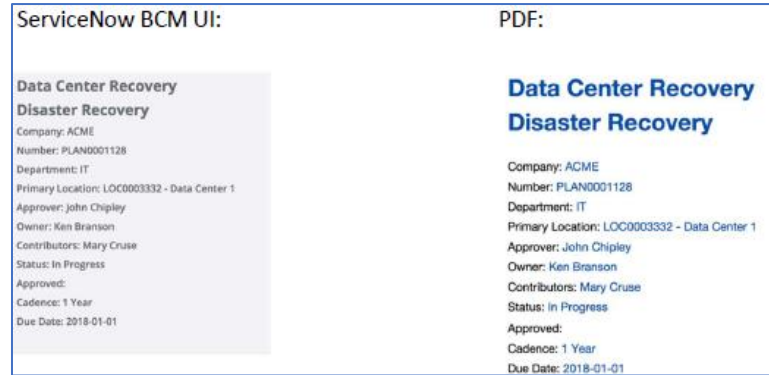 ServiceNow BCM UI:
Data Center Recovery
Disaster Recovery
Company: ACME
Number: PLAN0001128
Department: IT
Primary Location: LOC0003332 - Data Center 1
Approver: John Chipley
Owner: Ken Branson
Contributors: Mary Cruse
Status: In Progress
Approved:
Cadence: 1 Year
Due Date: 2018-01-01
PDF:
Data Center Recovery
Disaster Recovery
Company: ACME
Number: PLAN0001128
Department: IT
Primary Location: LOC0003332 - Data Center 1
Approver: John Chipley
Owner: Ken Branson
Contributors: Mary Cruse
Status: In Progress
Approved:
Cadence: 1 Year
Due Date: 2018-01-01